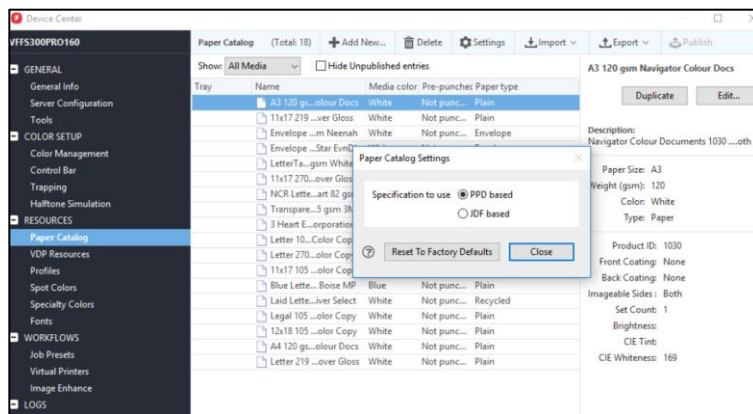 Device Center
VFFS300PRO160
GENERAL
General Info
Server Configuration
Tools
COLOR SETUP
Color Management
Control Bar
Trapping
Halftone Simulation
RESOURCES
Paper Catalog
VDP Resources
Profiles
Spot Colors
Specialty Colors
Fonts
WORKFLOWS
Job Presets
Virtual Printers
Image Enhance
LOGS
Paper Catalog (Total: 18) Add New... Delete Settings Import Export Publish
Show: All Media Hide Unpublished entries
Tray Name Media color Pre-punched Paper type
A3 120 gs...olour Docs White Not punc... Plain
11x17 219 ...ver Gloss White Not punc... Plain
Envelope ...m Neenah White Not punc... Envelope
Envelope ...Star EvnD
LetterTa...gsm White
11x17 270...over Glos
NCR Lette...art 82 gs
Transpare...5 gsm 3M
3 Heart E...orporation
Letter 10...Color Cop
Letter 270...olor Cop
11x17 105 ...olor Cop
Blue Lette... Boise MP Blue Not punc... Plain
Laid Lette...iver Select White Not punc... Recycled
Legal 105 ...olor Copy White Not punc... Plain
12x18 105 ...olor Copy White Not punc... Plain
A4 120 gs...olour Docs White Not punc... Plain
Letter 219 ...over Gloss White Not punc... Plain
Paper Catalog Settings
Specification to use PPD based
JDF based
Reset To Factory Defaults Close
A3 120 gsm Navigator Colour Docs
Duplicate Edit...
Description:
Navigator Colour Documents 1030 ....oth
Paper Size: A3
Weight (gsm): 120
Color: White
Type: Paper
Product ID: 1030
Front Coating: None
Back Coating: None
Imageable Sides: Both
Set Count: 1
Brightness:
CIE Tint:
CIE Whiteness: 169